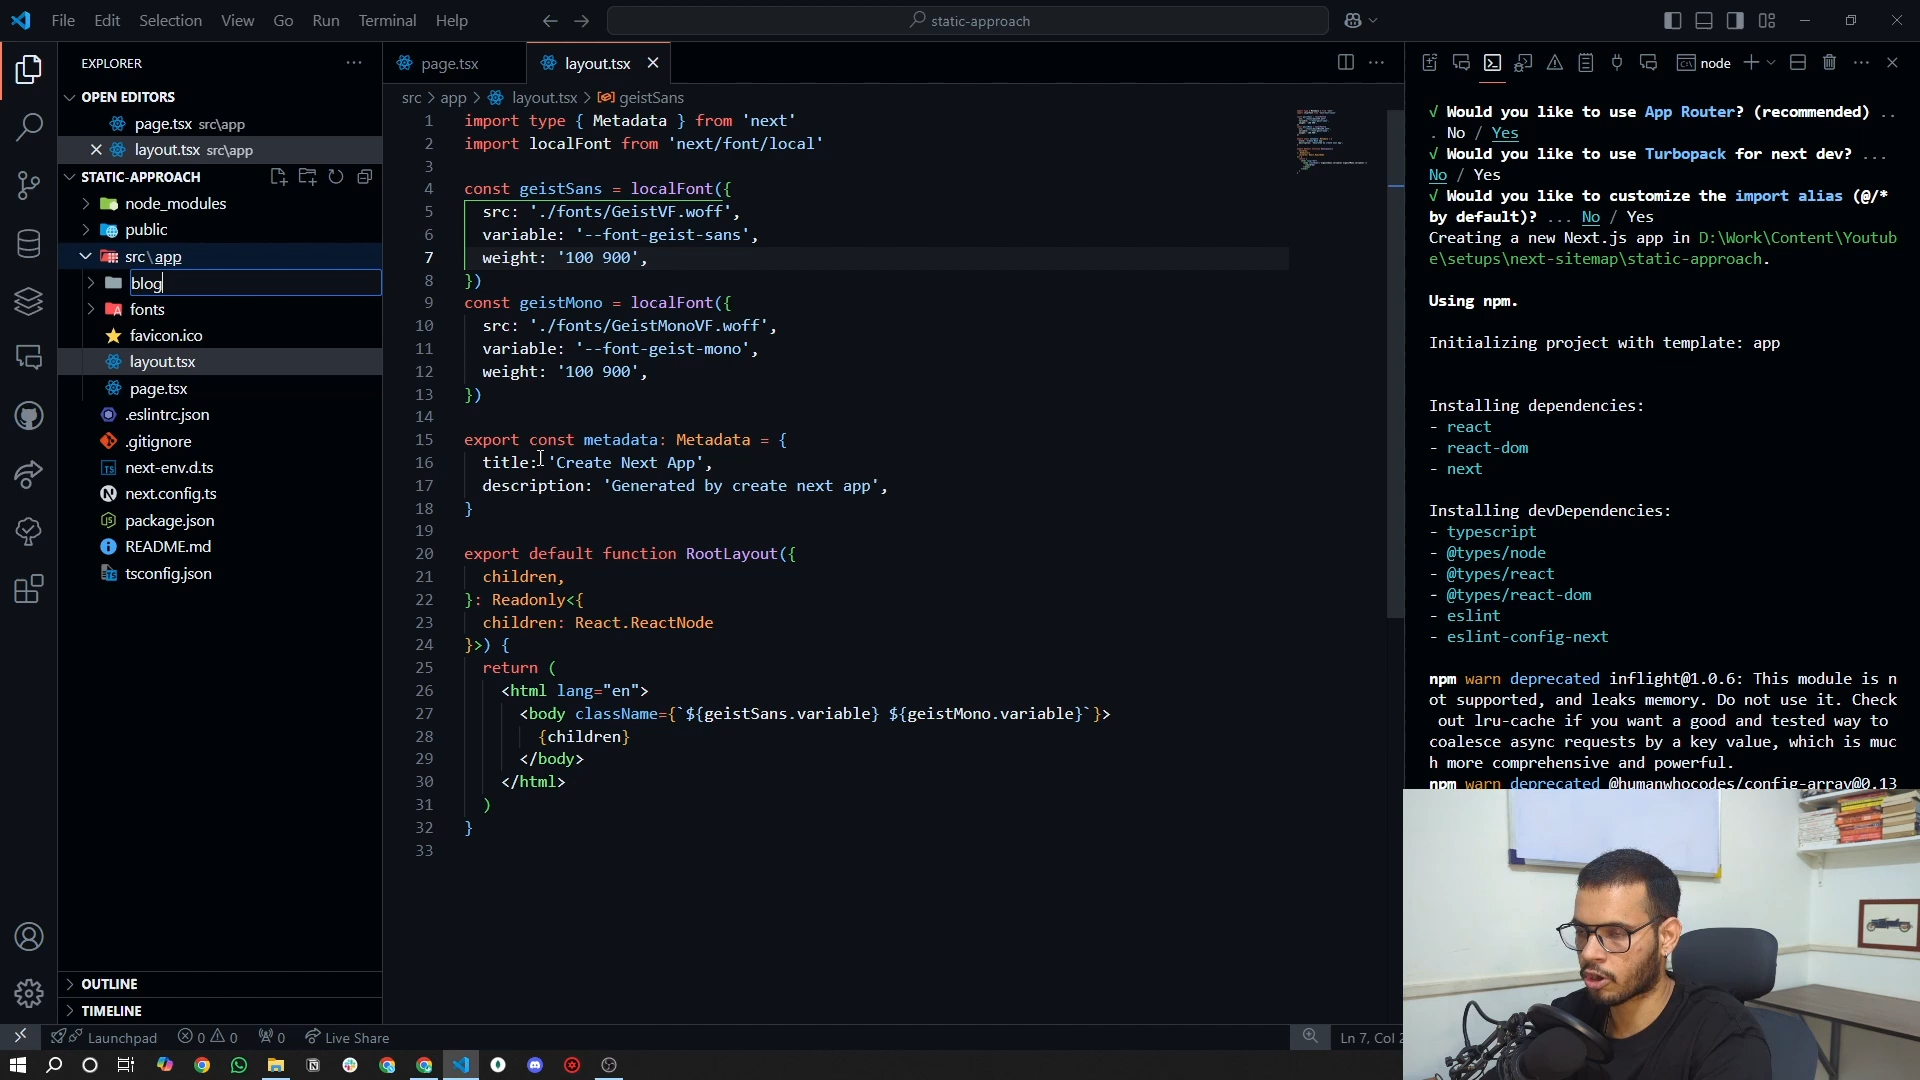 File Edit Selection View Go Run Terminal Help
static-approach
EXPLORER
OPEN EDITORS
page.tsx src\app
layout.tsx src\app
STATIC-APPROACH
node_modules
public
src\app
blog
fonts
favicon.ico
layout.tsx
page.tsx
.eslintrc.json
.gitignore
next-env.d.ts
next.config.ts
package.json
README.md
tsconfig.json
OUTLINE
TIMELINE
page.tsx
layout.tsx
src > app > layout.tsx > geistSans
1 import type { Metadata } from 'next'
2 import localFont from 'next/font/local'
3
4 const geistSans = localFont({
5 src: './fonts/GeistVF.woff',
6 variable: '--font-geist-sans',
7 weight: '100 900',
8 })
9 const geistMono = localFont({
10 src: './fonts/GeistMonoVF.woff',
11 variable: '--font-geist-mono',
12 weight: '100 900',
13 })
14
15 export const metadata: Metadata = {
16 title: 'Create Next App',
17 description: 'Generated by create next app',
18 }
19
20 export default function RootLayout({
21 children,
22 }: Readonly<{
23 children: React.ReactNode
24 }>) {
25 return (
26 <html lang="en">
27 <body className={`${geistSans.variable} ${geistMono.variable}`}>
28 {children}
29 </body>
30 </html>
31 )
32 }
33
node
√ Would you like to use App Router? (recommended) ..
. No / Yes
√ Would you like to use Turbopack for next dev? ...
No / Yes
√ Would you like to customize the import alias (@/*
by default)? ... No / Yes
Creating a new Next.js app in D:\Work\Content\Youtub
e\setups\next-sitemap\static-approach.
Using npm.
Initializing project with template: app
Installing dependencies:
- react
- react-dom
- next
Installing devDependencies:
- typescript
- @types/node
- @types/react
- @types/react-dom
- eslint
- eslint-config-next
npm warn deprecated inflight@1.0.6: This module is n
ot supported, and leaks memory. Do not use it. Check
out lru-cache if you want a good and tested way to
coalesce async requests by a key value, which is muc
h more comprehensive and powerful.
npm warn deprecated @humanwhocodes/config-array@0.13
Launchpad 0 0 0 Live Share
Ln 7, Col